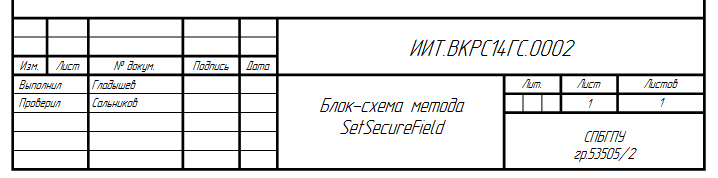 ИИТ.ВКРС14ГС.0002
Изм. Лист № докум. Подпись Дата
Выполнил Гладышев
Проверил Сальников
Блок-схема метода
SetSecureField
Лит. Лист Листов
1 1
СПБГПУ
гр.53505/2